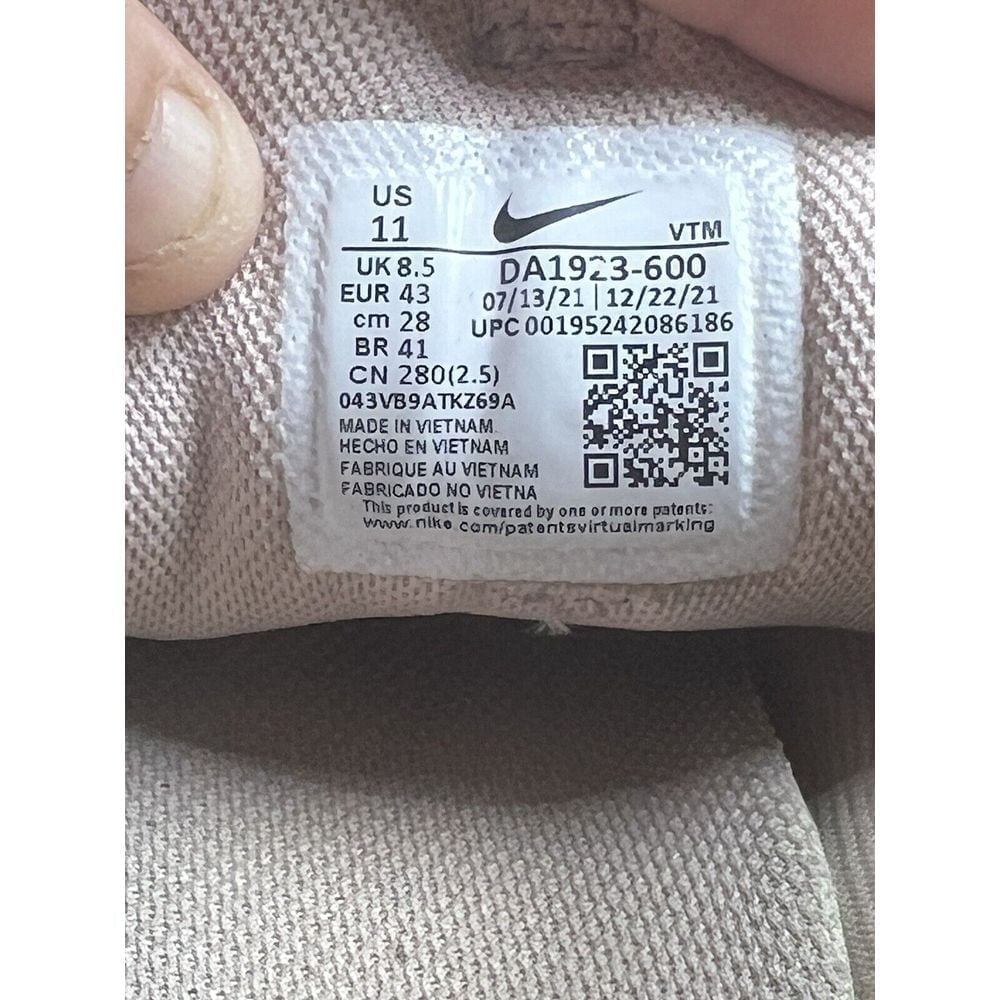 US
11
VTM
UK 8.5
DA1923-600
EUR 43
07/13/21 | 12/22/21
cm 28
UPC 00195242086186
BR 41
CN 280(2.5)
043VB9ATKZ69A
MADE IN VIETNAM
HECHO EN VIETNAM
FABRIQUE AU VIETNAM
FABRICADO NO VIETNA
This product is covered by one or more patents:
www.nike.com/patentsvirtualmarking